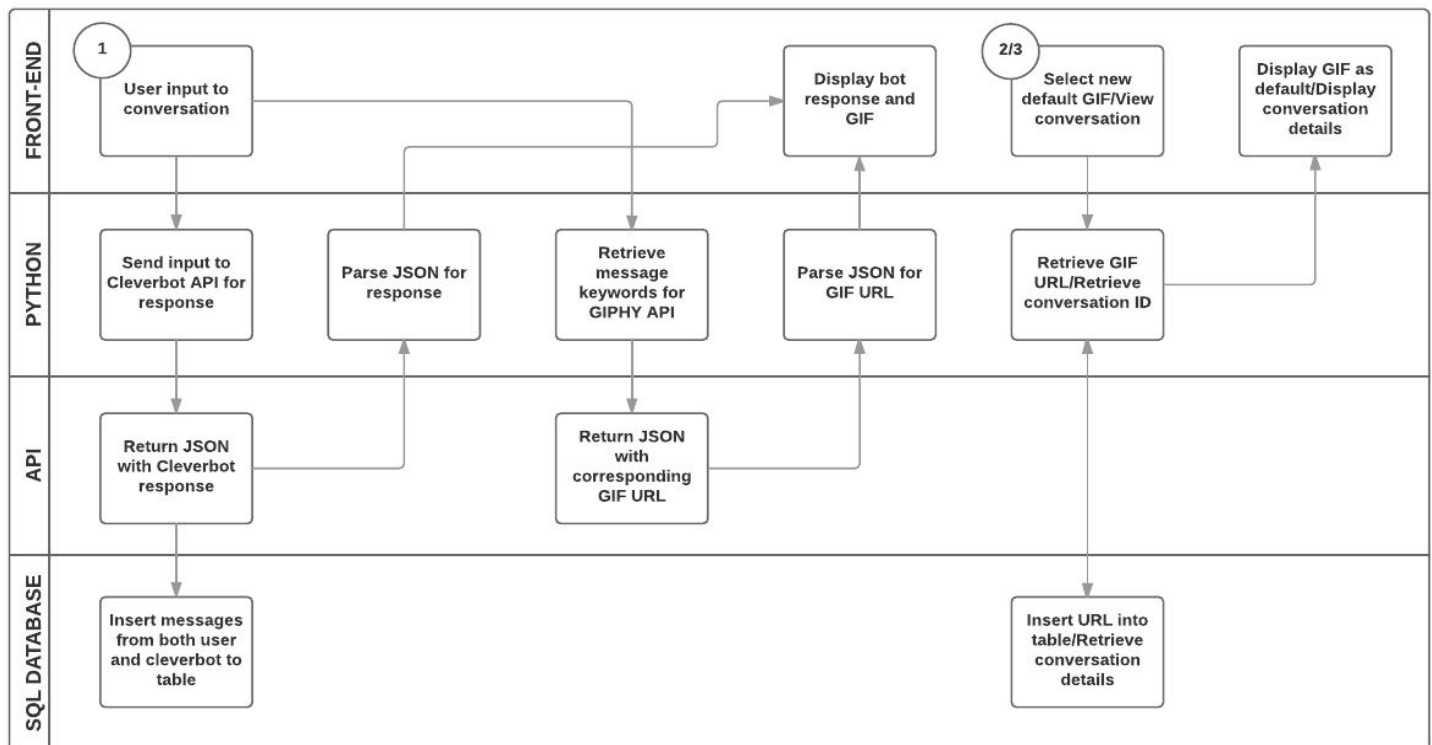 FRONT-END
1
User input to
conversation
Display bot
response and
GIF
2/3
Select new
default GIF/View
conversation
Display GIF as
default/Display
conversation
details
PYTHON
Send input to
Cleverbot API for
response
Parse JSON for
response
Retrieve
message
keywords for
GIPHY API
Parse JSON for
GIF URL
Retrieve GIF
URL/Retrieve
conversation ID
API
Return JSON
with Cleverbot
response
Return JSON
with
corresponding
GIF URL
SQL DATABASE
Insert messages
from both user
and cleverbot to
table
Insert URL into
table/Retrieve
conversation
details